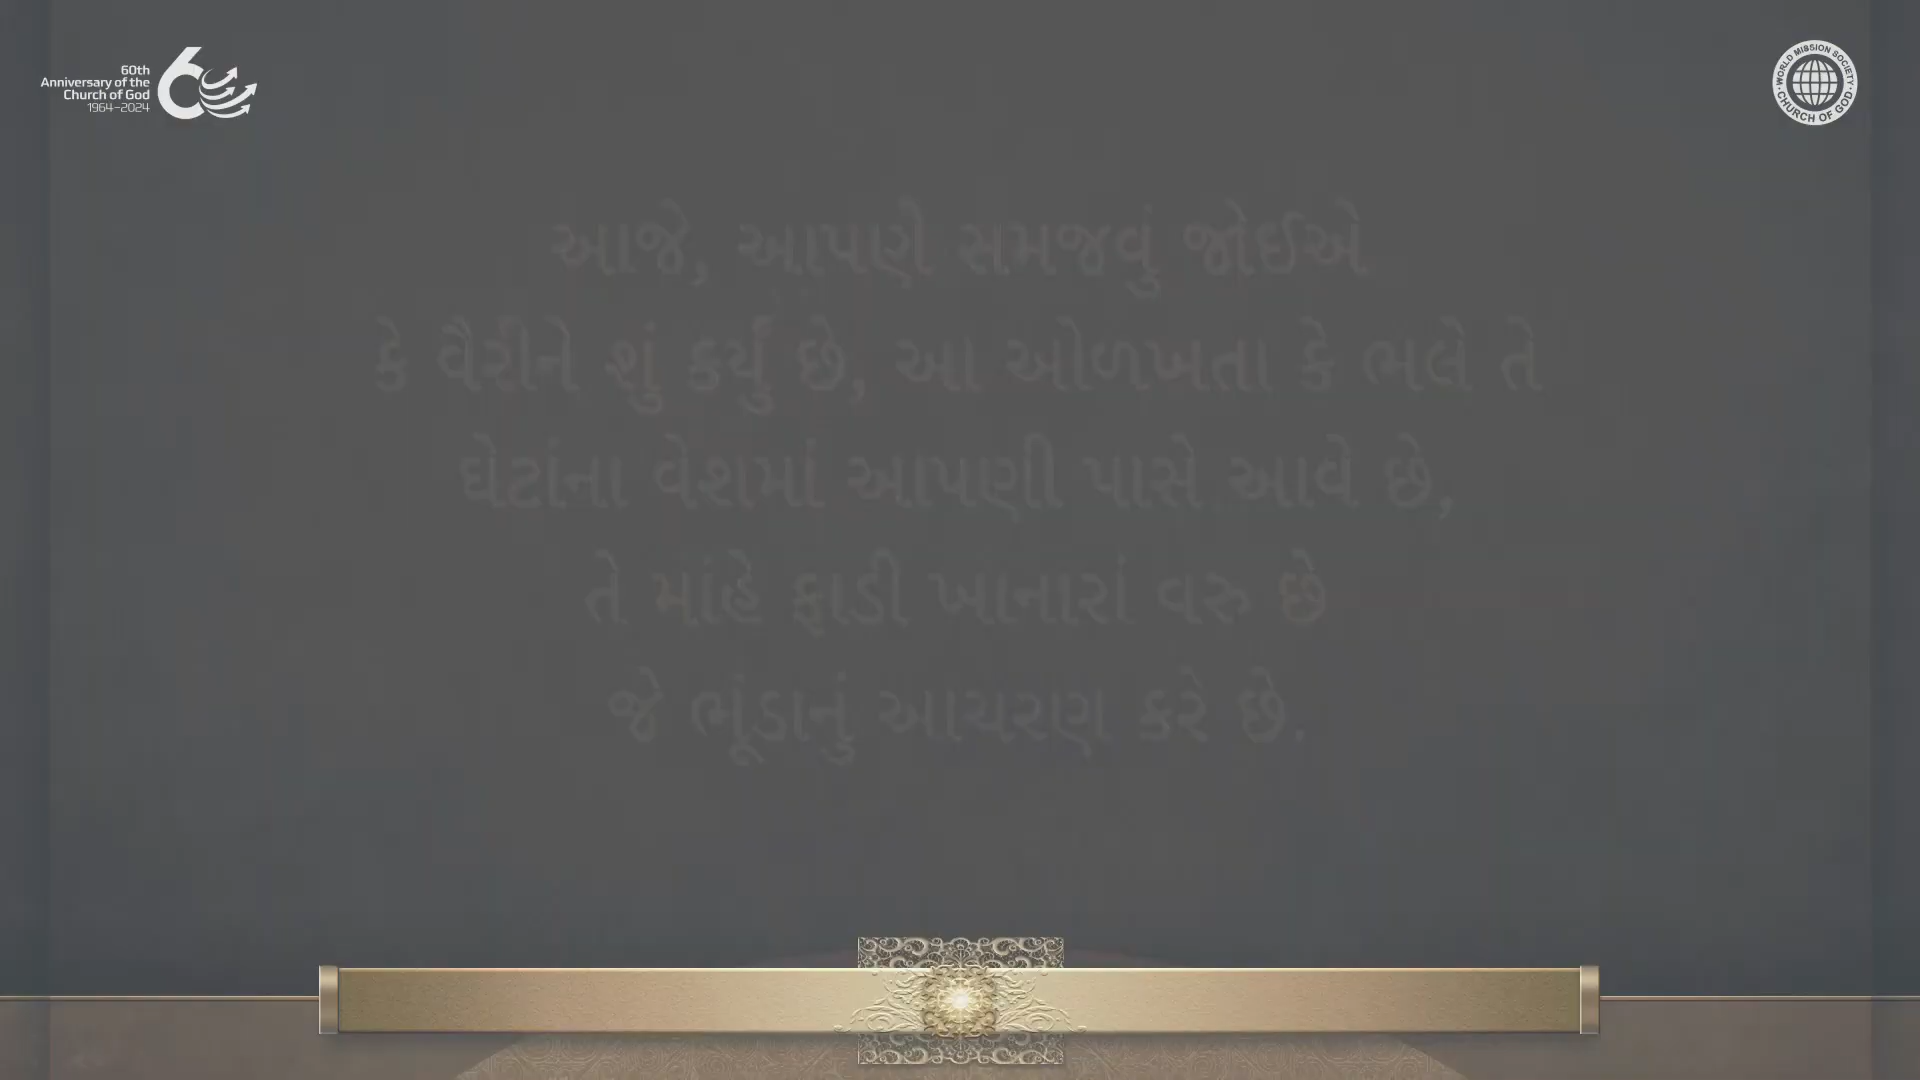 60th
Anniversary of the
Church of God
1964–2024
WORLD MISSION SOCIETY
CHURCH OF GOD
આજે, આપણે સમજવું જોઈએ
કે વૈરીને શું કર્યું છે, આ ઓળખતા કે ભલે તે
ઘેટાંના વેશમાં આપણી પાસે આવે છે,
તે માંહે ફાડી ખાનારાં વરુ છે
જે ભૂંડાનું આચરણ કરે છે.